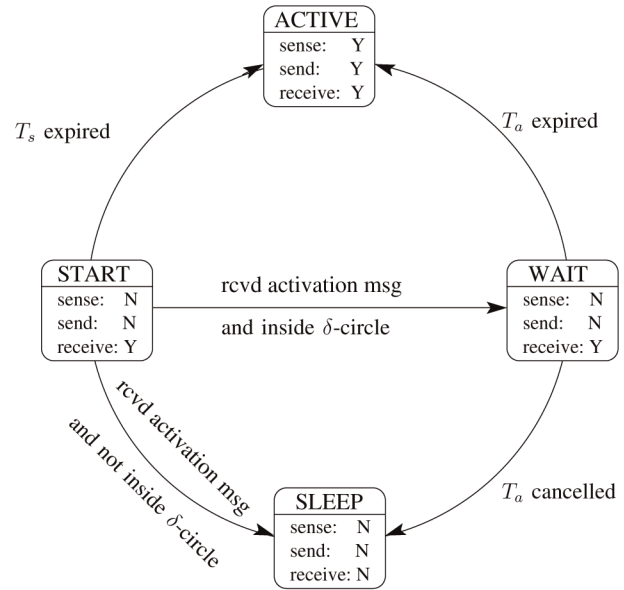 ACTIVE
sense: Y
send: Y
receive: Y
T_s expired
T_a expired
START
sense: N
send: N
receive: Y
rcvd activation msg
and inside δ-circle
WAIT
sense: N
send: N
receive: Y
rcvd activation msg
and not inside δ-circle
T_a cancelled
SLEEP
sense: N
send: N
receive: N